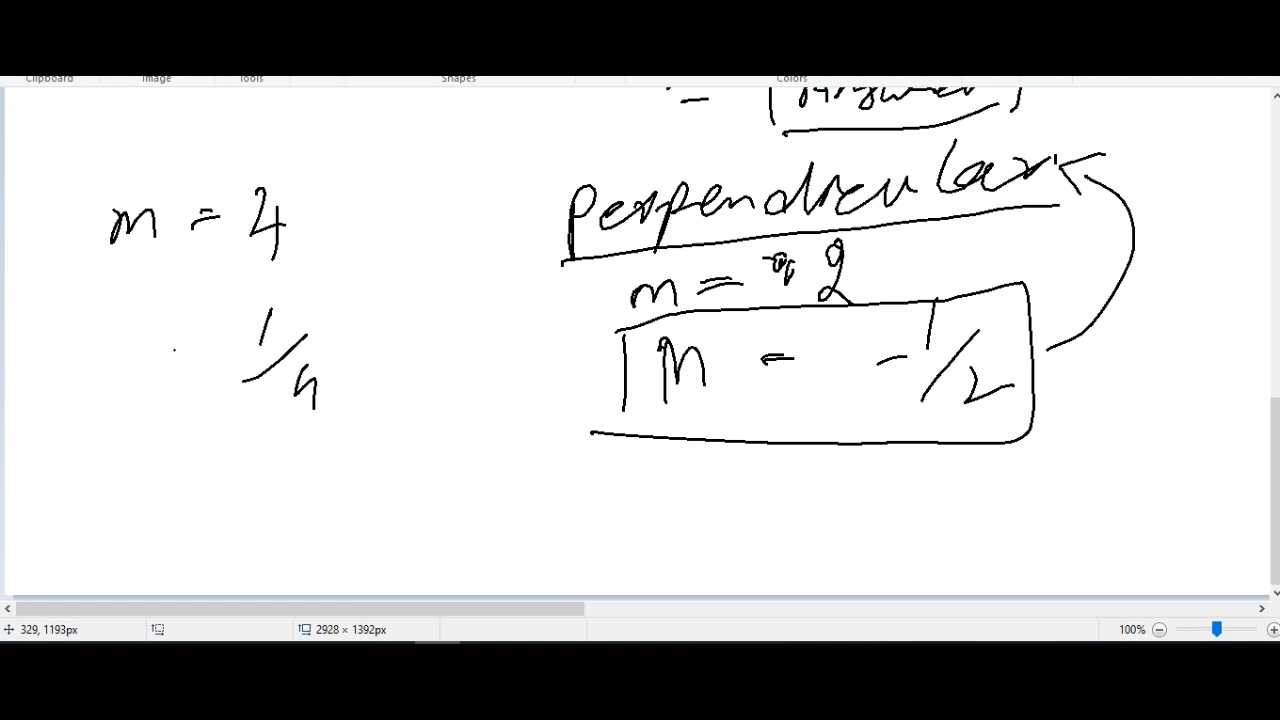 Clipboard Image Tools Shapes Colors
=
Perpendicular
m = 4
m = 2
1/4
M = -1/2
329, 1193px 2928 × 1392px 100%